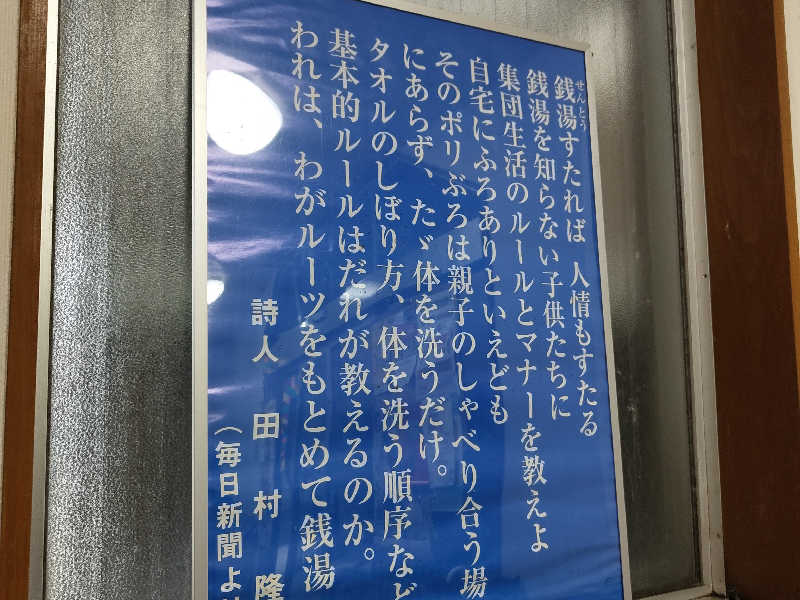 銭湯すたれば 人情もすたる
せんとう
銭湯を知らない子供たちに
集団生活のルールとマナーを教えよ
自宅にふろありといえども
そのポリぶろは親子のしゃべり合う場
にあらず、たゞ体を洗うだけ。
タオルのしぼり方、体を洗う順序など
基本的ルールはだれが教えるのか。
われは、わがルーツをもとめて銭湯
詩人 田村 隆
（毎日新聞よ